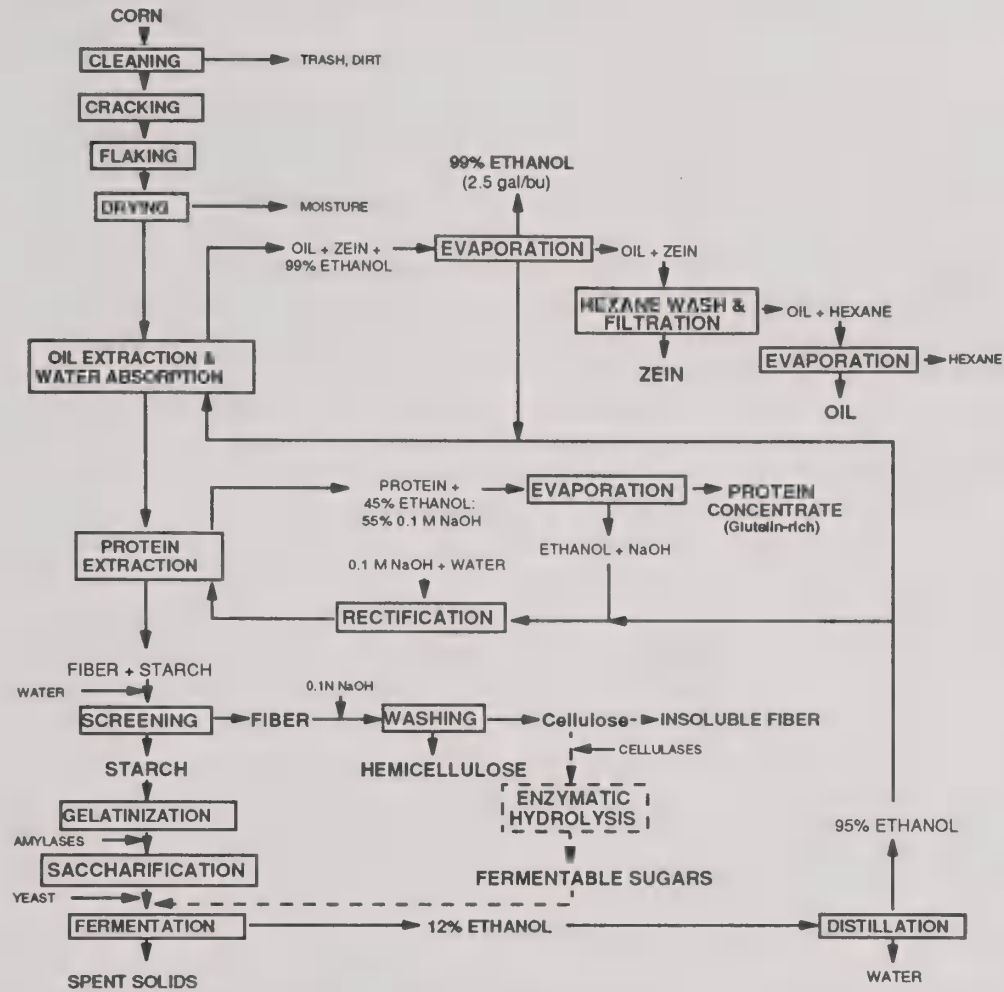 CORN
CLEANING
TRASH, DIRT
CRACKING
FLAKING
99% ETHANOL
(2.5 gal/bu)
DRYING
MOISTURE
OIL + ZEIN +
99% ETHANOL
EVAPORATION
OIL + ZEIN
HEXANE WASH &
FILTRATION
OIL + HEXANE
OIL EXTRACTION &
WATER ABSORPTION
ZEIN
EVAPORATION
HEXANE
OIL
PROTEIN +
45% ETHANOL:
55% 0.1 M NaOH
EVAPORATION
PROTEIN
CONCENTRATE
(Glutelin-rich)
PROTEIN
EXTRACTION
ETHANOL + NaOH
0.1 M NaOH + WATER
RECTIFICATION
FIBER + STARCH
WATER
0.1N NaOH
SCREENING
FIBER
WASHING
Cellulose
INSOLUBLE FIBER
STARCH
HEMICELLULOSE
CELLULASES
GELATINIZATION
ENZYMATIC
HYDROLYSIS
95% ETHANOL
AMYLASES
SACCHARIFICATION
FERMENTABLE SUGARS
YEAST
FERMENTATION
12% ETHANOL
DISTILLATION
SPENT SOLIDS
WATER